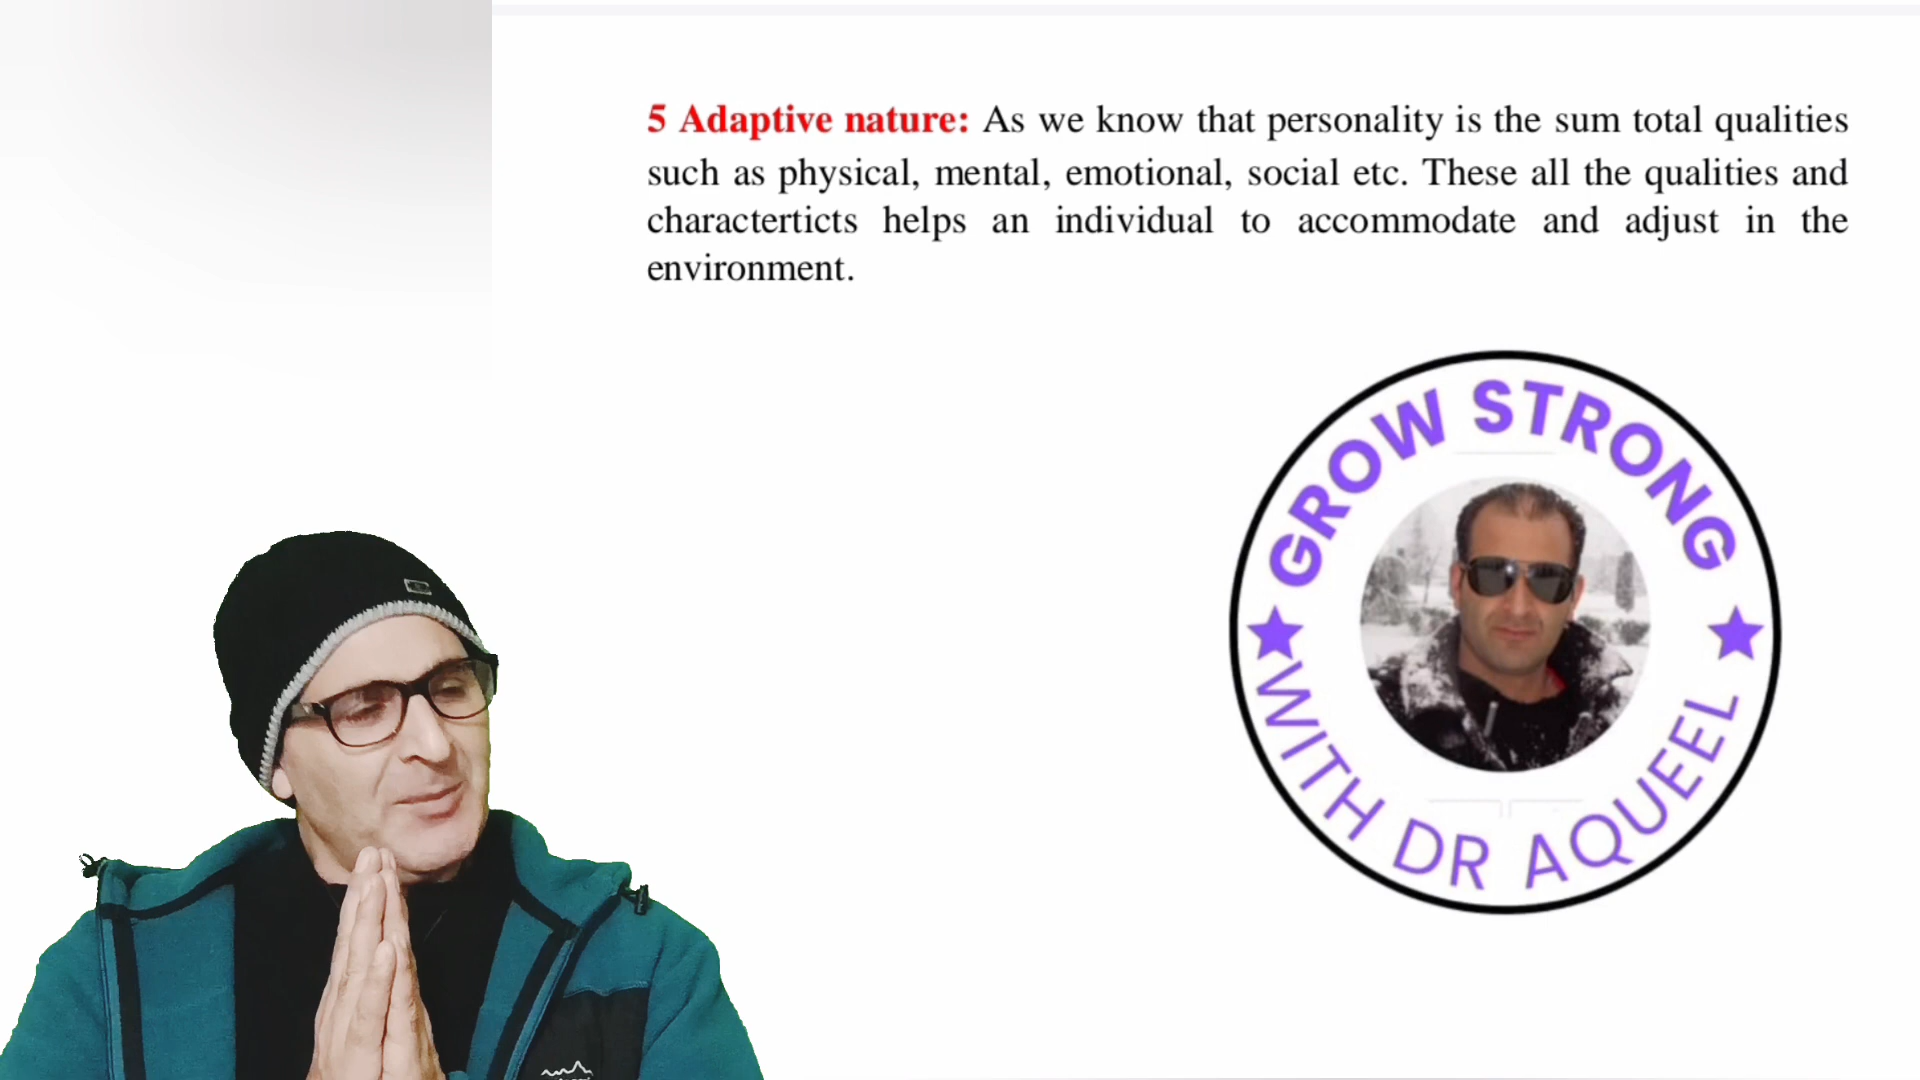 5 Adaptive nature: As we know that personality is the sum total qualities
such as physical, mental, emotional, social etc. These all the qualities and
characterticts helps an individual to accommodate and adjust in the
environment.
GROW STRONG
WITH DR AQUEEL